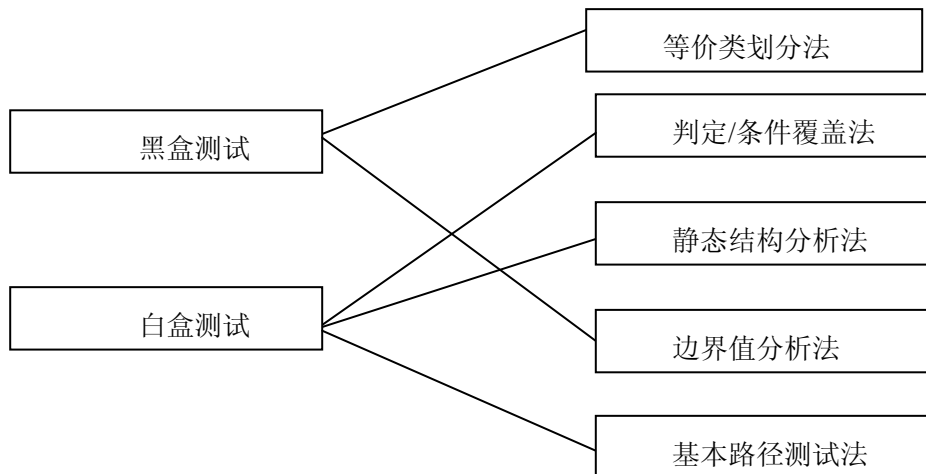 等价类划分法
判定/条件覆盖法
黑盒测试
静态结构分析法
白盒测试
边界值分析法
基本路径测试法